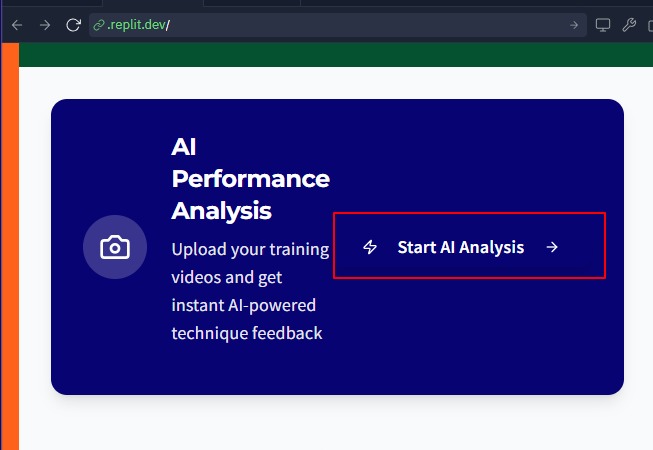 .replit.dev/
AI
Performance
Analysis
Upload your training
videos and get
instant AI-powered
technique feedback
Start AI Analysis